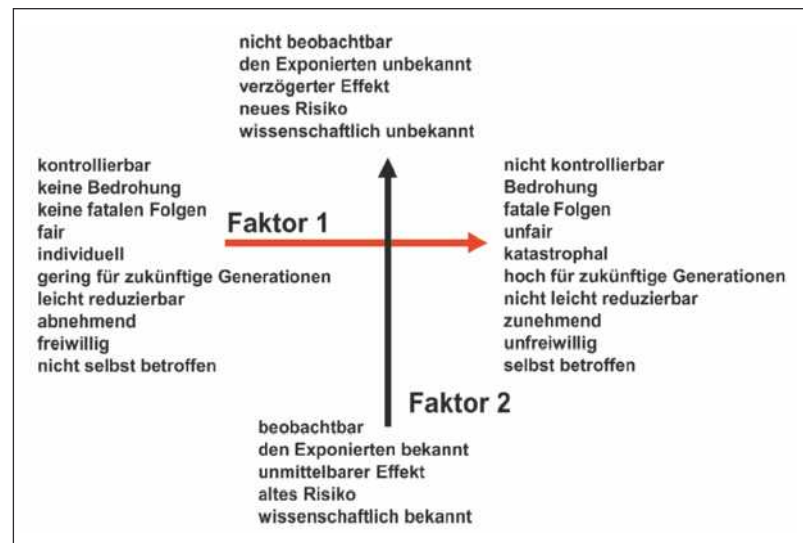 nicht beobachtbar
den Exponierten unbekannt
verzögerter Effekt
neues Risiko
wissenschaftlich unbekannt
kontrollierbar
keine Bedrohung
keine fatalen Folgen
fair
individuell
gering für zukünftige Generationen
leicht reduzierbar
abnehmend
freiwillig
nicht selbst betroffen
Faktor 1
nicht kontrollierbar
Bedrohung
fatale Folgen
unfair
katastrophal
hoch für zukünftige Generationen
nicht leicht reduzierbar
zunehmend
unfreiwillig
selbst betroffen
Faktor 2
beobachtbar
den Exponierten bekannt
unmittelbarer Effekt
altes Risiko
wissenschaftlich bekannt